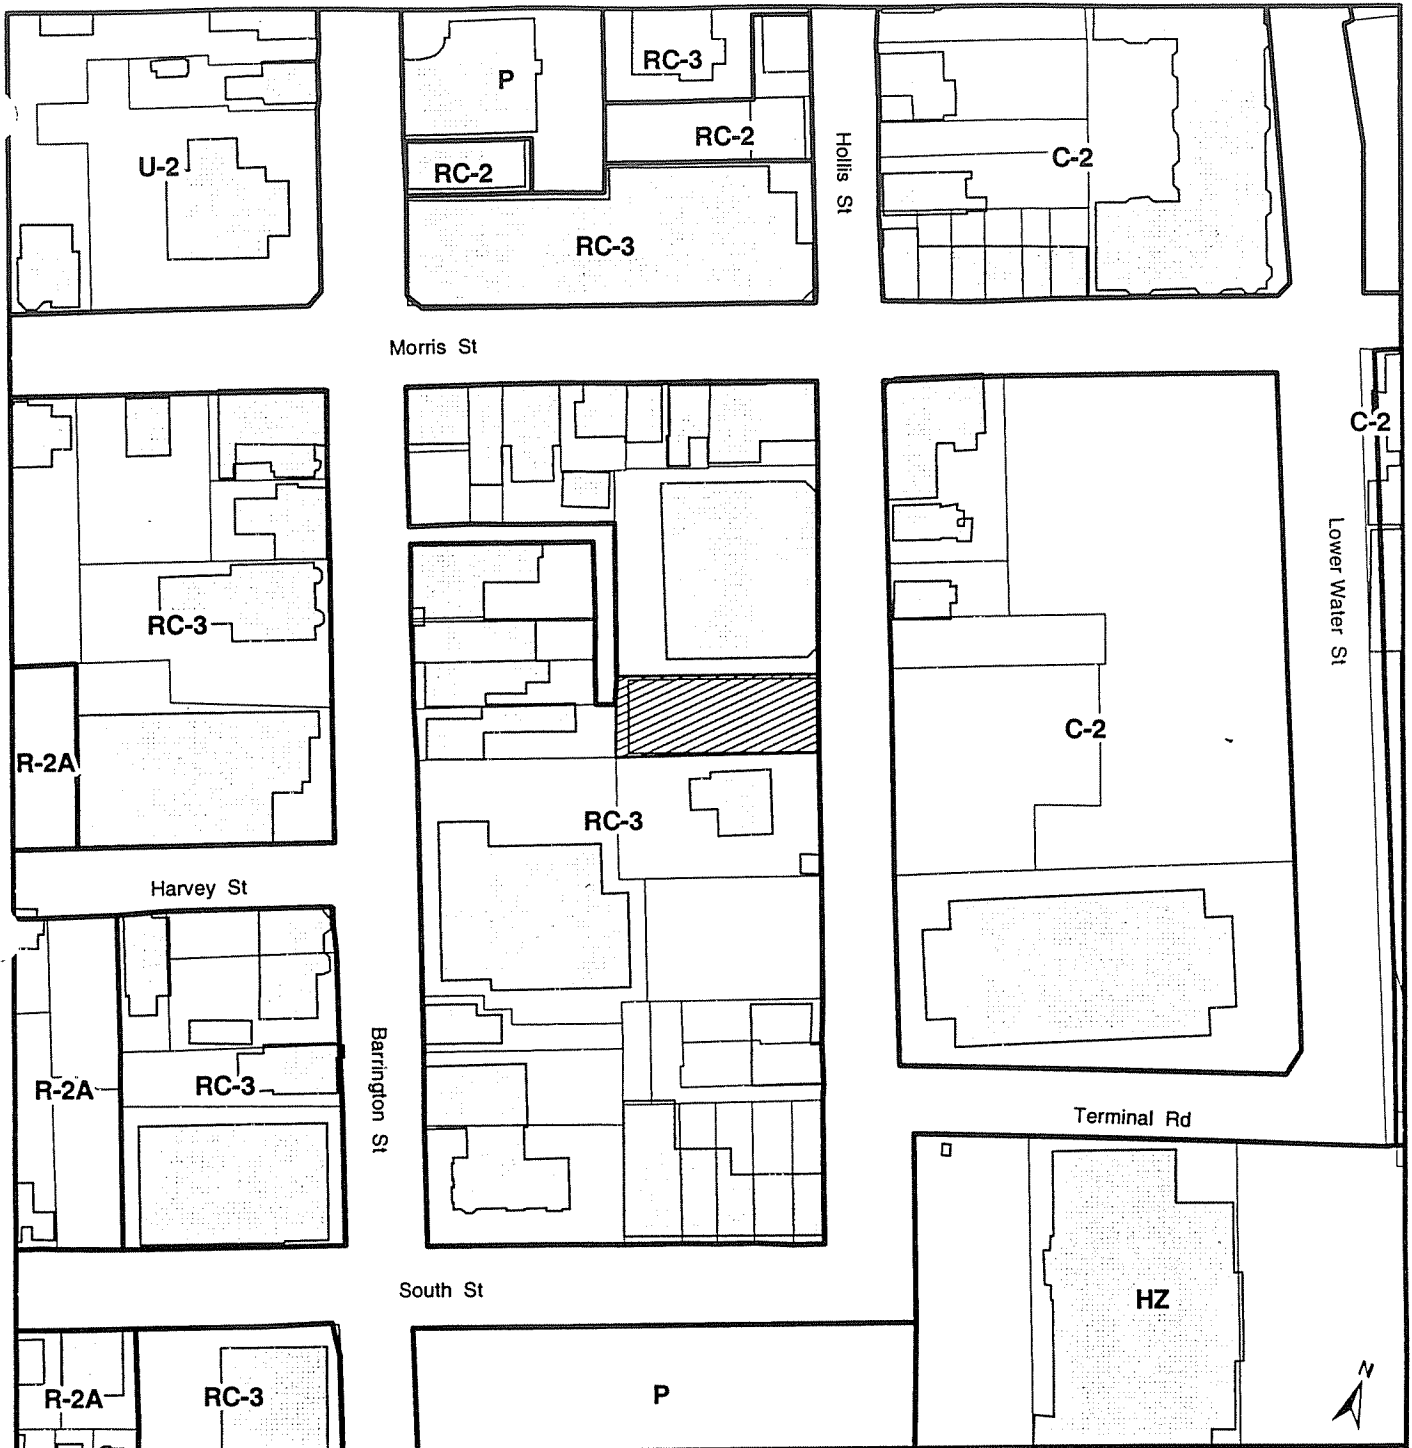 RC-3
P
RC-2
U-2
RC-2
Hollis St
C-2
RC-3
Morris St
C-2
Lower Water St
RC-3
C-2
R-2A
RC-3
Harvey St
Barrington St
R-2A
RC-3
Terminal Rd
South St
HZ
N
R-2A
RC-3
P